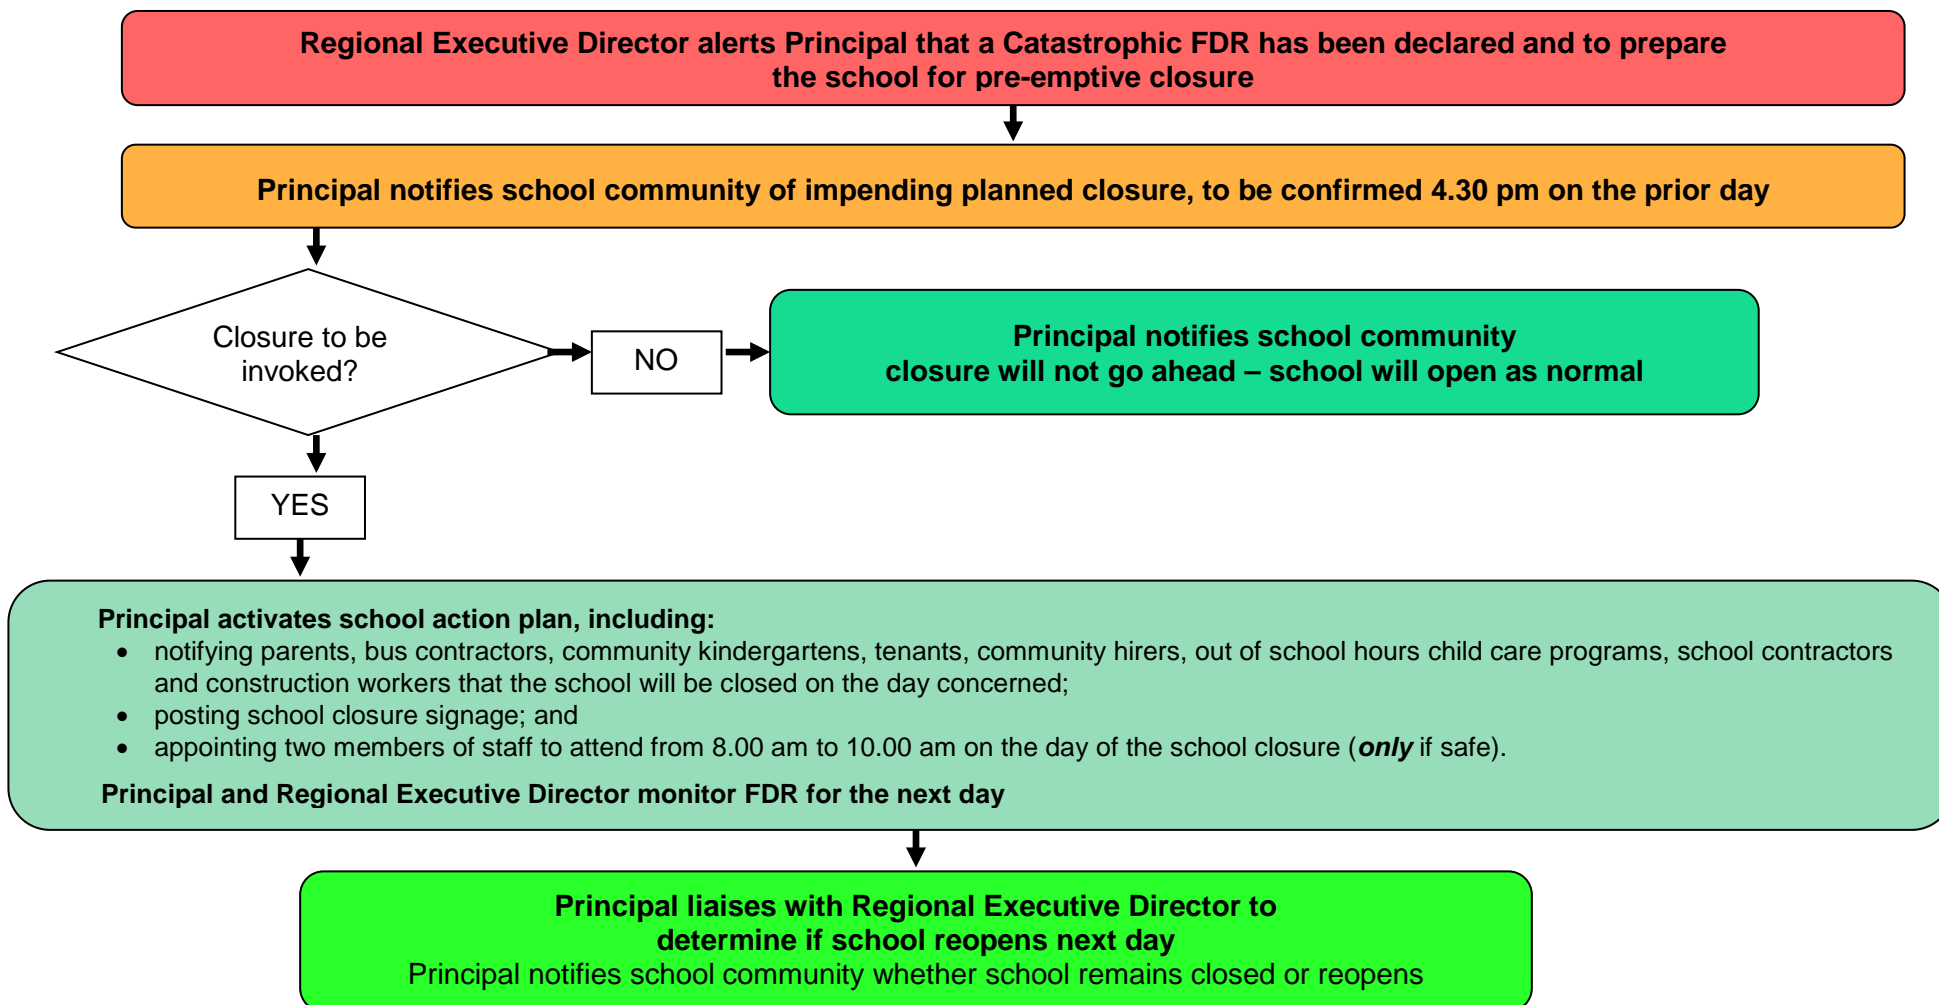 Regional Executive Director alerts Principal that a Catastrophic FDR has been declared and to prepare
the school for pre-emptive closure
Principal notifies school community of impending planned closure, to be confirmed 4.30 pm on the prior day
Closure to be
invoked?
NO
Principal notifies school community
closure will not go ahead – school will open as normal
YES
Principal activates school action plan, including:
• notifying parents, bus contractors, community kindergartens, tenants, community hirers, out of school hours child care programs, school contractors
and construction workers that the school will be closed on the day concerned;
• posting school closure signage; and
• appointing two members of staff to attend from 8.00 am to 10.00 am on the day of the school closure (only if safe).
Principal and Regional Executive Director monitor FDR for the next day
Principal liaises with Regional Executive Director to
determine if school reopens next day
Principal notifies school community whether school remains closed or reopens